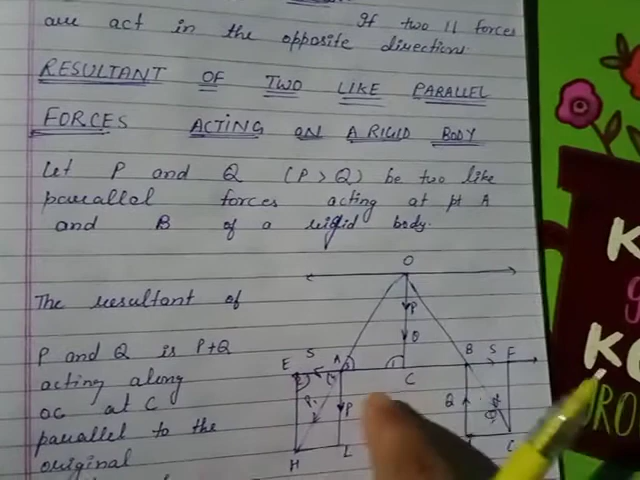 If two 11 forces
are act in the opposite directions.
RESULTANT OF TWO LIKE PARALLEL
FORCES ACTING ON A RIGID BODY
Let P and Q (P > Q) be two like
parallel forces acting at pt A
and B of a rigid body.
The resultant of
P and Q is P+Q
acting along
OC at C
parallel to the
original
O
P
Q
E S A C B S F
P Q
H L
K
K